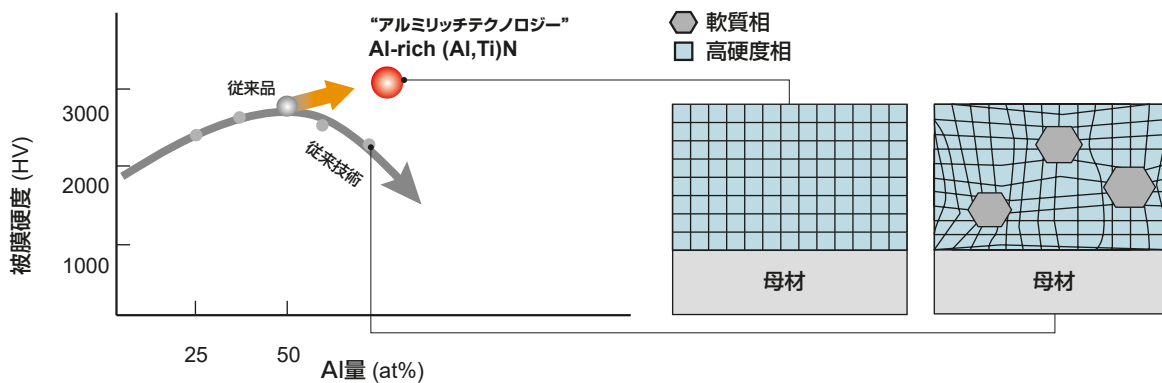 “アルミリッチテクノロジー”
Al-rich (Al,Ti)N
軟質相
高硬度相
従来品
従来技術
3000
2000
1000
被膜硬度 (HV)
25
50
Al量 (at%)
母材
母材